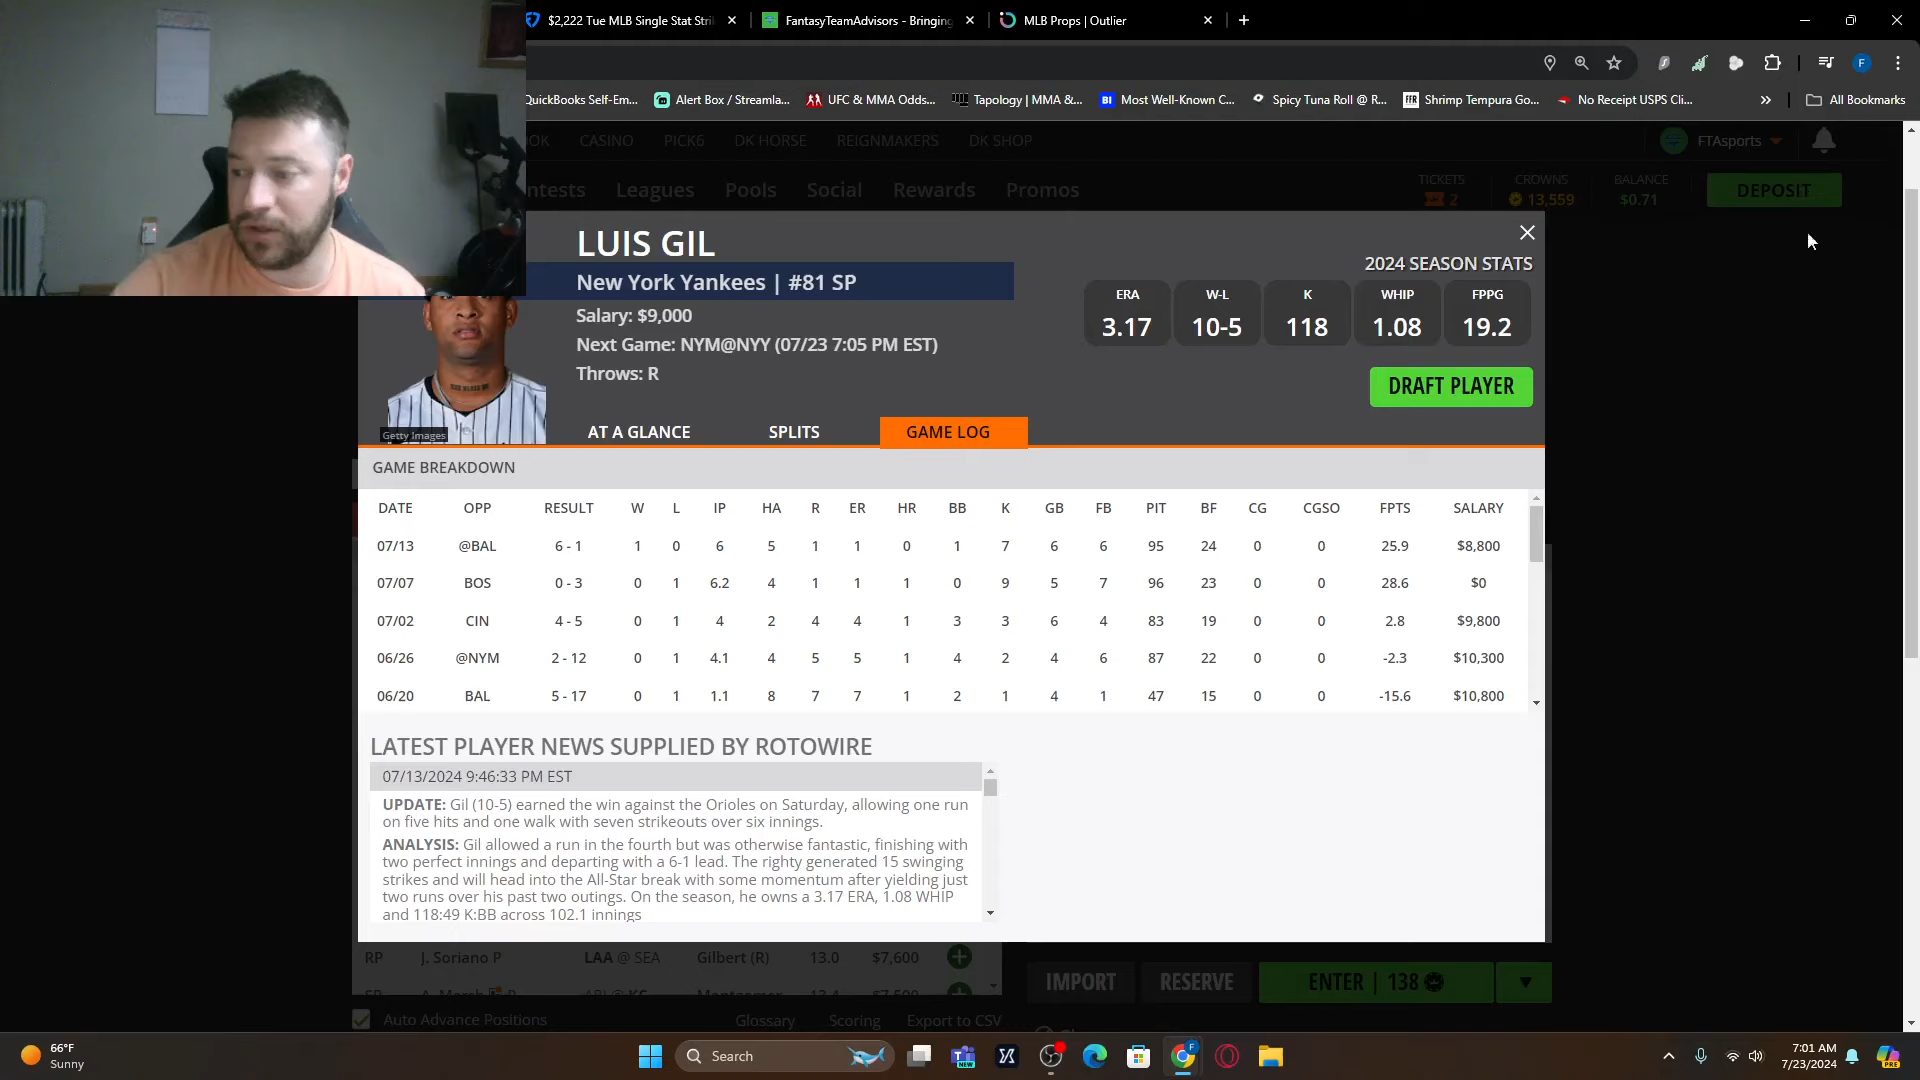 $2,222 Tue MLB Single Stat Stri
FantasyTeamAdvisors - Bringing
MLB Props | Outlier
QuickBooks Self-Em...
Alert Box / Streamla...
UFC & MMA Odds...
Tapology | MMA &...
BI Most Well-Known C...
Spicy Tuna Roll @ R...
FFR Shrimp Tempura Go...
No Receipt USPS Cli...
» All Bookmarks
OK CASINO PICK6 DK HORSE REIGNMAKERS DK SHOP FTAsports
ntests Leagues Pools Social Rewards Promos
TICKETS CROWNS BALANCE
2 13,559 $0.71
DEPOSIT
LUIS GIL
New York Yankees | #81 SP
Salary: $9,000
Next Game: NYM@NYY (07/23 7:05 PM EST)
Throws: R
2024 SEASON STATS
ERA W-L K WHIP FPPG
3.17 10-5 118 1.08 19.2
DRAFT PLAYER
Getty Images
AT A GLANCE SPLITS GAME LOG
GAME BREAKDOWN
DATE OPP RESULT W L IP HA R ER HR BB K GB FB PIT BF CG CGSO FPTS SALARY
07/13 @BAL 6 - 1 1 0 6 5 1 1 0 1 7 6 6 95 24 0 0 25.9 $8,800
07/07 BOS 0 - 3 0 1 6.2 4 1 1 1 0 9 5 7 96 23 0 0 28.6 $0
07/02 CIN 4 - 5 0 1 4 2 4 4 1 3 3 6 4 83 19 0 0 2.8 $9,800
06/26 @NYM 2 - 12 0 1 4.1 4 5 5 1 4 2 4 6 87 22 0 0 -2.3 $10,300
06/20 BAL 5 - 17 0 1 1.1 8 7 7 1 2 1 4 1 47 15 0 0 -15.6 $10,800
LATEST PLAYER NEWS SUPPLIED BY ROTOWIRE
07/13/2024 9:46:33 PM EST
UPDATE: Gil (10-5) earned the win against the Orioles on Saturday, allowing one run
on five hits and one walk with seven strikeouts over six innings.
ANALYSIS: Gil allowed a run in the fourth but was otherwise fantastic, finishing with
two perfect innings and departing with a 6-1 lead. The righty generated 15 swinging
strikes and will head into the All-Star break with some momentum after yielding just
two runs over his past two outings. On the season, he owns a 3.17 ERA, 1.08 WHIP
and 118:49 K:BB across 102.1 innings
RP J. Soriano P LAA @ SEA Gilbert (R) 13.0 $7,600
IMPORT RESERVE ENTER | 138
Auto Advance Positions Glossary Scoring Export to CSV
66°F
Sunny
Search
7:01 AM
7/23/2024